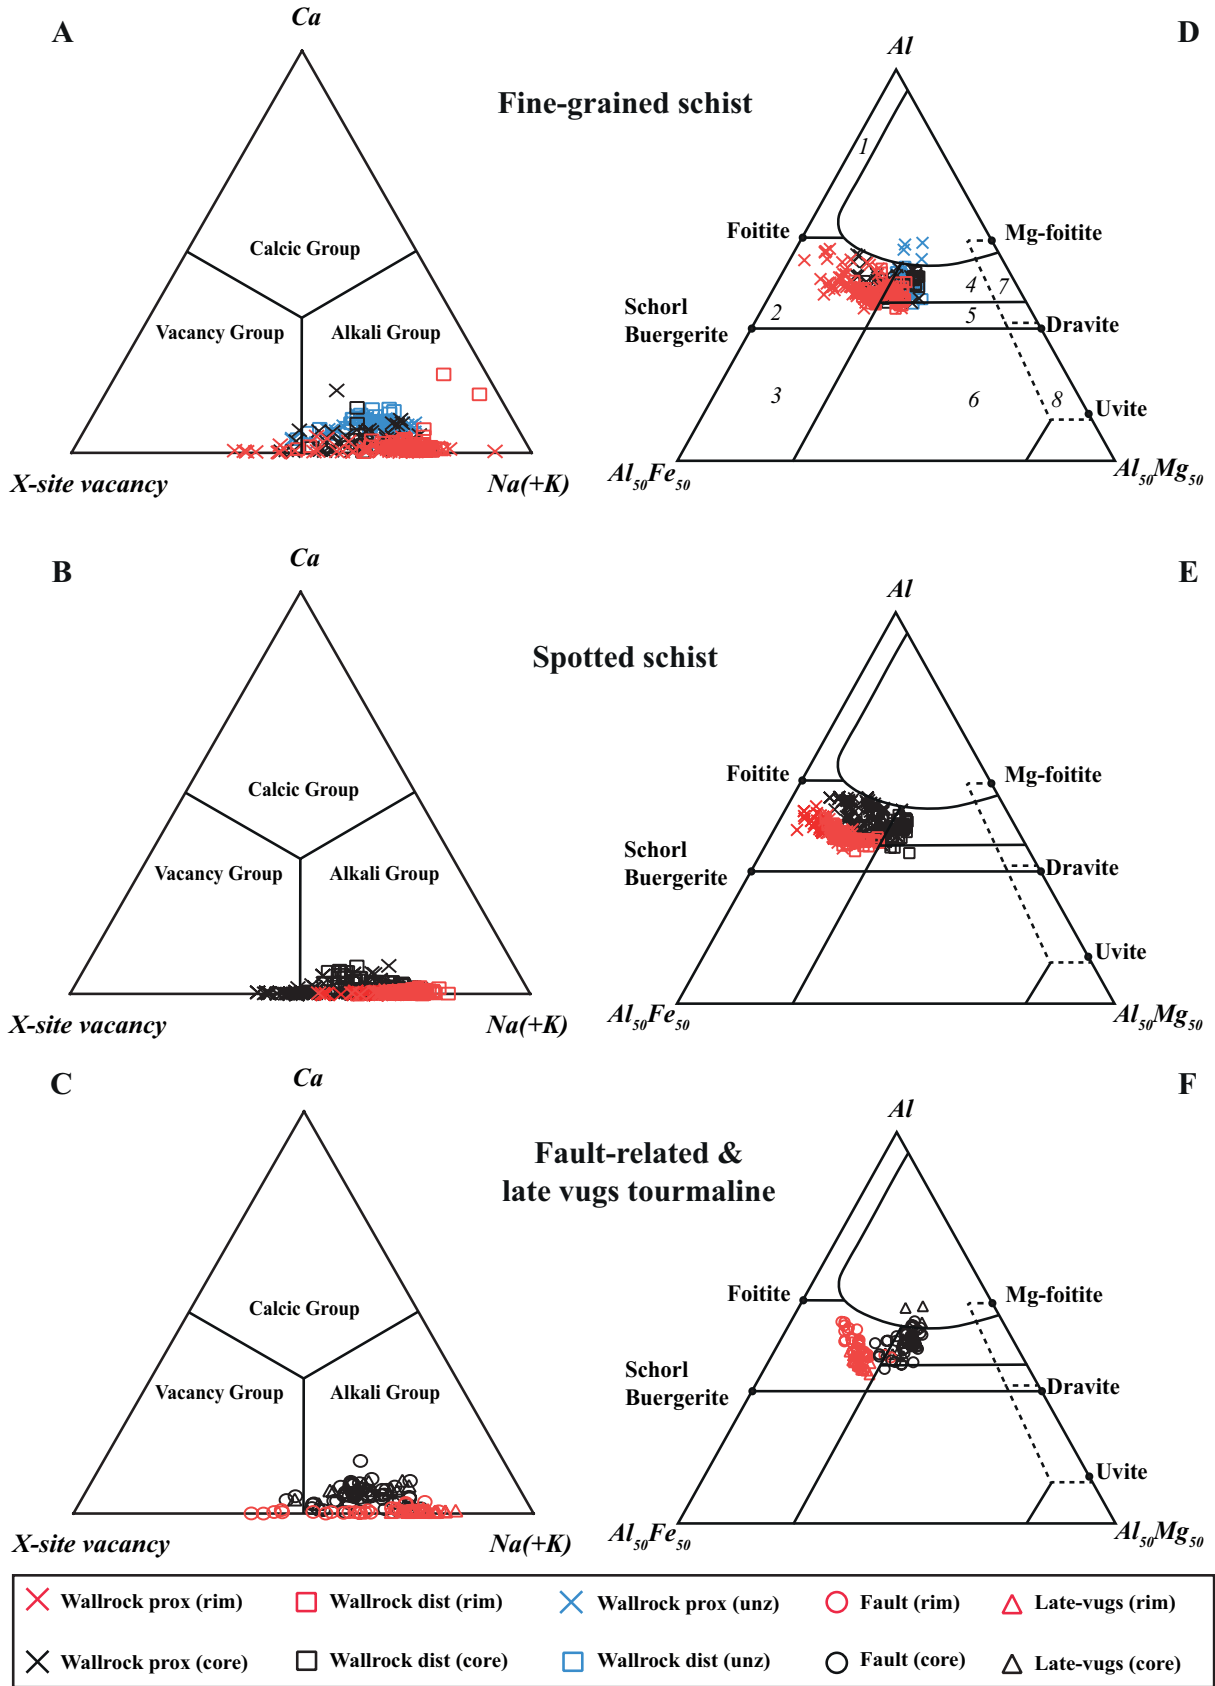 A
Ca
D
Al
Fine-grained schist
1
Calcic Group
Foitite
Mg-foitite
Vacancy Group
Alkali Group
Schorl
Buergerite
2
4
7
5
Dravite
3
6
8
Uvite
X-site vacancy
Na(+K)
Al50Fe50
Al50Mg50
B
Ca
E
Al
Spotted schist
Calcic Group
Foitite
Mg-foitite
Vacancy Group
Alkali Group
Schorl
Buergerite
Dravite
Uvite
X-site vacancy
Na(+K)
Al50Fe50
Al50Mg50
C
Ca
F
Al
Fault-related &
late vugs tourmaline
Calcic Group
Foitite
Mg-foitite
Vacancy Group
Alkali Group
Schorl
Buergerite
Dravite
Uvite
X-site vacancy
Na(+K)
Al50Fe50
Al50Mg50
Wallrock prox (rim)
Wallrock dist (rim)
Wallrock prox (unz)
Fault (rim)
Late-vugs (rim)
Wallrock prox (core)
Wallrock dist (core)
Wallrock dist (unz)
Fault (core)
Late-vugs (core)